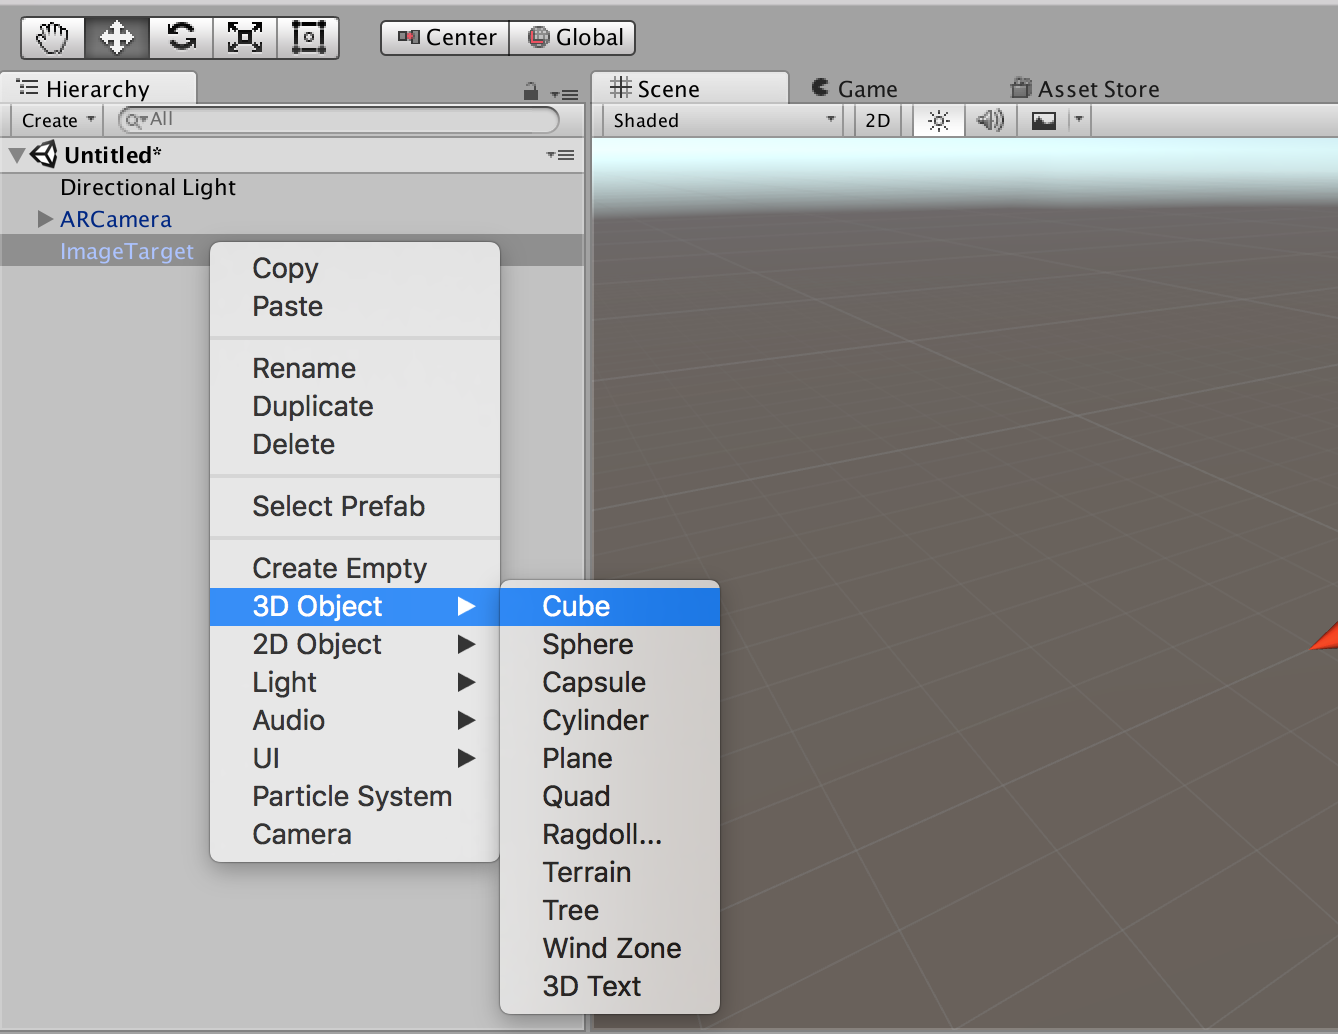 Center Global
Hierarchy
Scene Game Asset Store
Create All
Shaded 2D
Untitled*
Directional Light
ARCamera
ImageTarget
Copy
Paste
Rename
Duplicate
Delete
Select Prefab
Create Empty
3D Object
2D Object
Light
Audio
UI
Particle System
Camera
Cube
Sphere
Capsule
Cylinder
Plane
Quad
Ragdoll...
Terrain
Tree
Wind Zone
3D Text